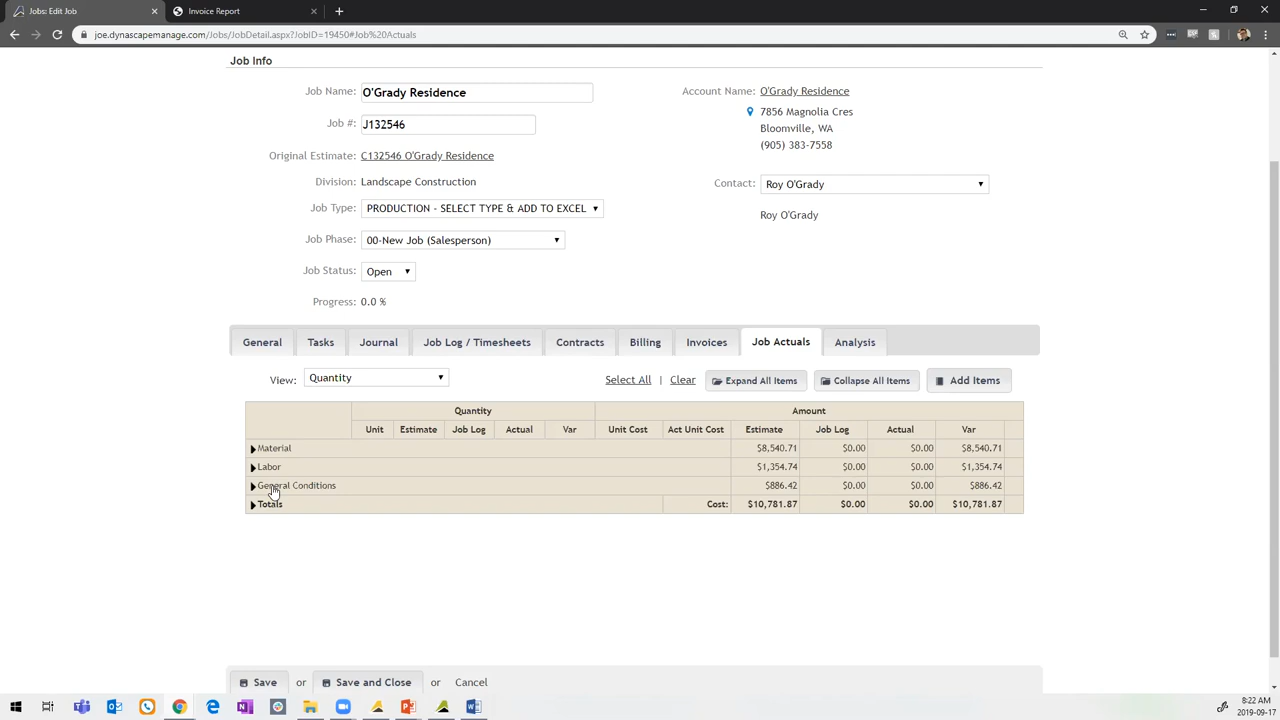 Jobs: Edit Job
Invoice Report
joe.dynascapemanage.com/Jobs/JobDetail.aspx?JobID=19450#Job%20Actuals
Job Info
Job Name: O'Grady Residence
Account Name: O'Grady Residence
7856 Magnolia Cres
Job #: J132546
Bloomville, WA
(905) 383-7558
Original Estimate: C132546 O'Grady Residence
Division: Landscape Construction
Contact: Roy O'Grady
Job Type: PRODUCTION - SELECT TYPE & ADD TO EXCEL
Roy O'Grady
Job Phase: 00-New Job (Salesperson)
Job Status: Open
Progress: 0.0 %
General Tasks Journal Job Log / Timesheets Contracts Billing Invoices Job Actuals Analysis
View: Quantity Select All | Clear Expand All Items Collapse All Items Add Items
Quantity Amount
Unit Estimate Job Log Actual Var Unit Cost Act Unit Cost Estimate Job Log Actual Var
Material $8,540.71 $0.00 $0.00 $8,540.71
Labor $1,354.74 $0.00 $0.00 $1,354.74
General Conditions $886.42 $0.00 $0.00 $886.42
Totals Cost: $10,781.87 $0.00 $0.00 $10,781.87
Save or Save and Close or Cancel
8:22 AM
2019-09-17